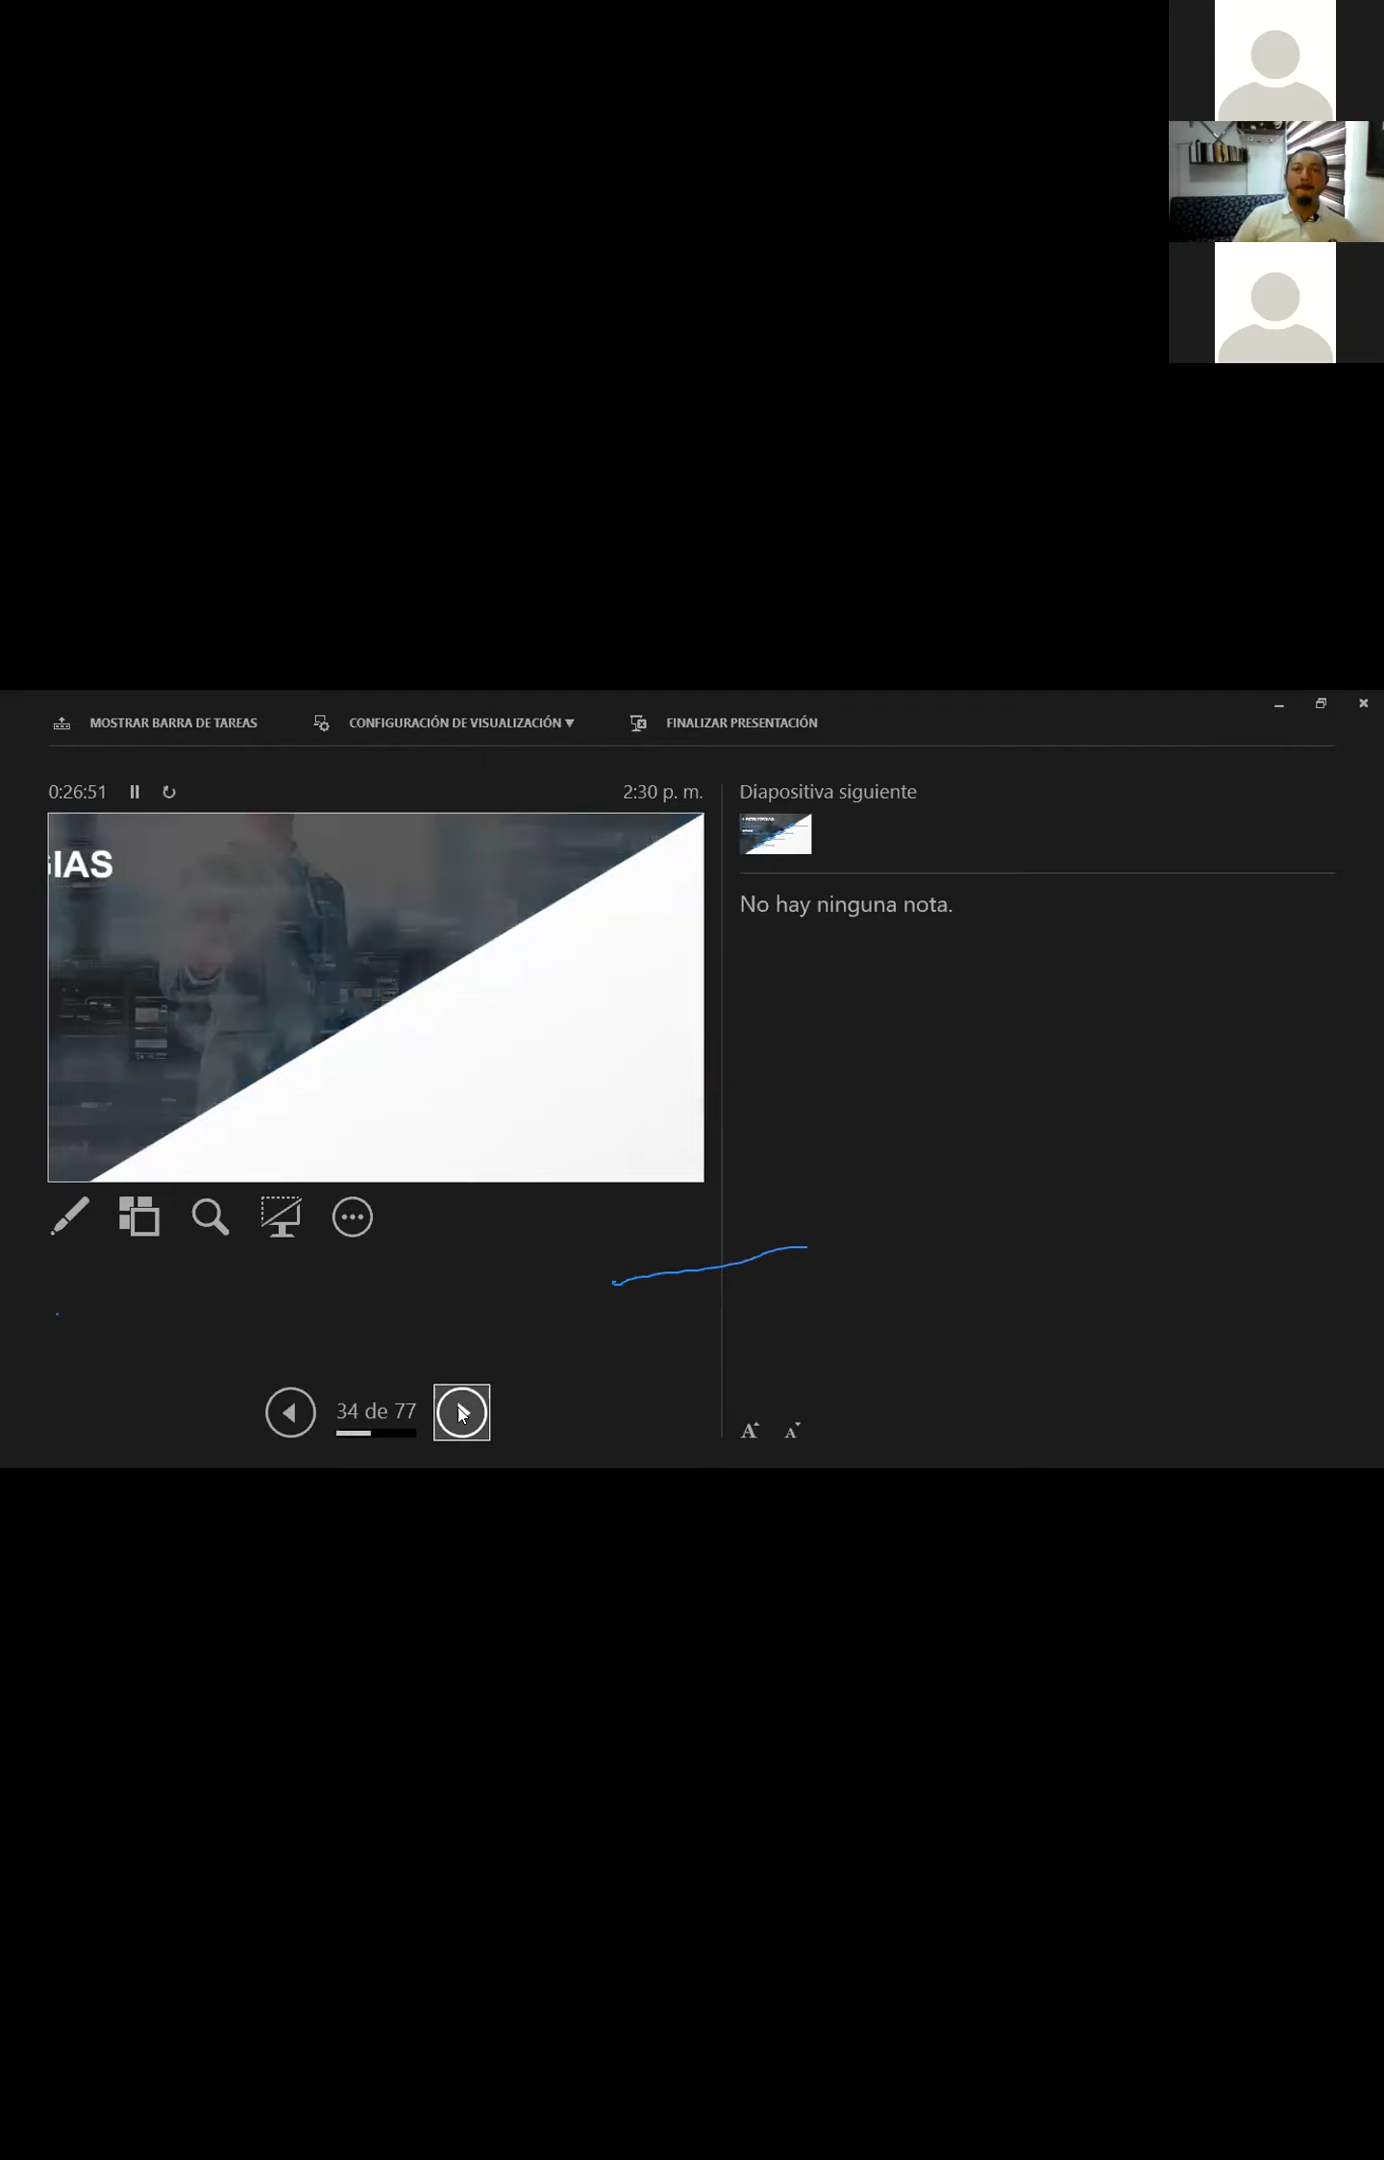 MOSTRAR BARRA DE TAREAS
CONFIGURACIÓN DE VISUALIZACIÓN
FINALIZAR PRESENTACIÓN
0:26:51
2:30 p. m.
GIAS
34 de 77
Diapositiva siguiente
No hay ninguna nota.
A A